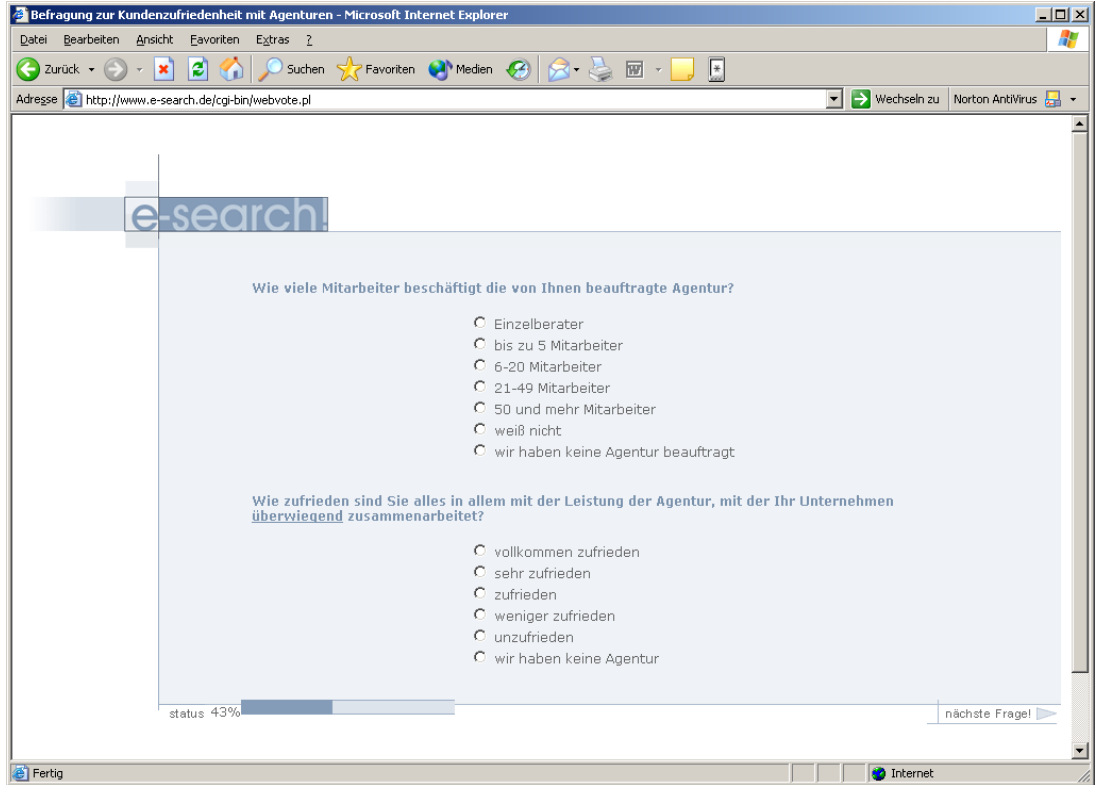 Befragung zur Kundenzufriedenheit mit Agenturen - Microsoft Internet Explorer
Datei Bearbeiten Ansicht Favoriten Extras ?
Zurück Suchen Favoriten Medien
Adresse http://www.e-search.de/cgi-bin/webvote.pl Wechseln zu Norton AntiVirus
e-search!
Wie viele Mitarbeiter beschäftigt die von Ihnen beauftragte Agentur?
Einzelberater
bis zu 5 Mitarbeiter
6-20 Mitarbeiter
21-49 Mitarbeiter
50 und mehr Mitarbeiter
weiß nicht
wir haben keine Agentur beauftragt
Wie zufrieden sind Sie alles in allem mit der Leistung der Agentur, mit der Ihr Unternehmen
überwiegend zusammenarbeitet?
vollkommen zufrieden
sehr zufrieden
zufrieden
weniger zufrieden
unzufrieden
wir haben keine Agentur
status 43% nächste Frage!
Fertig Internet